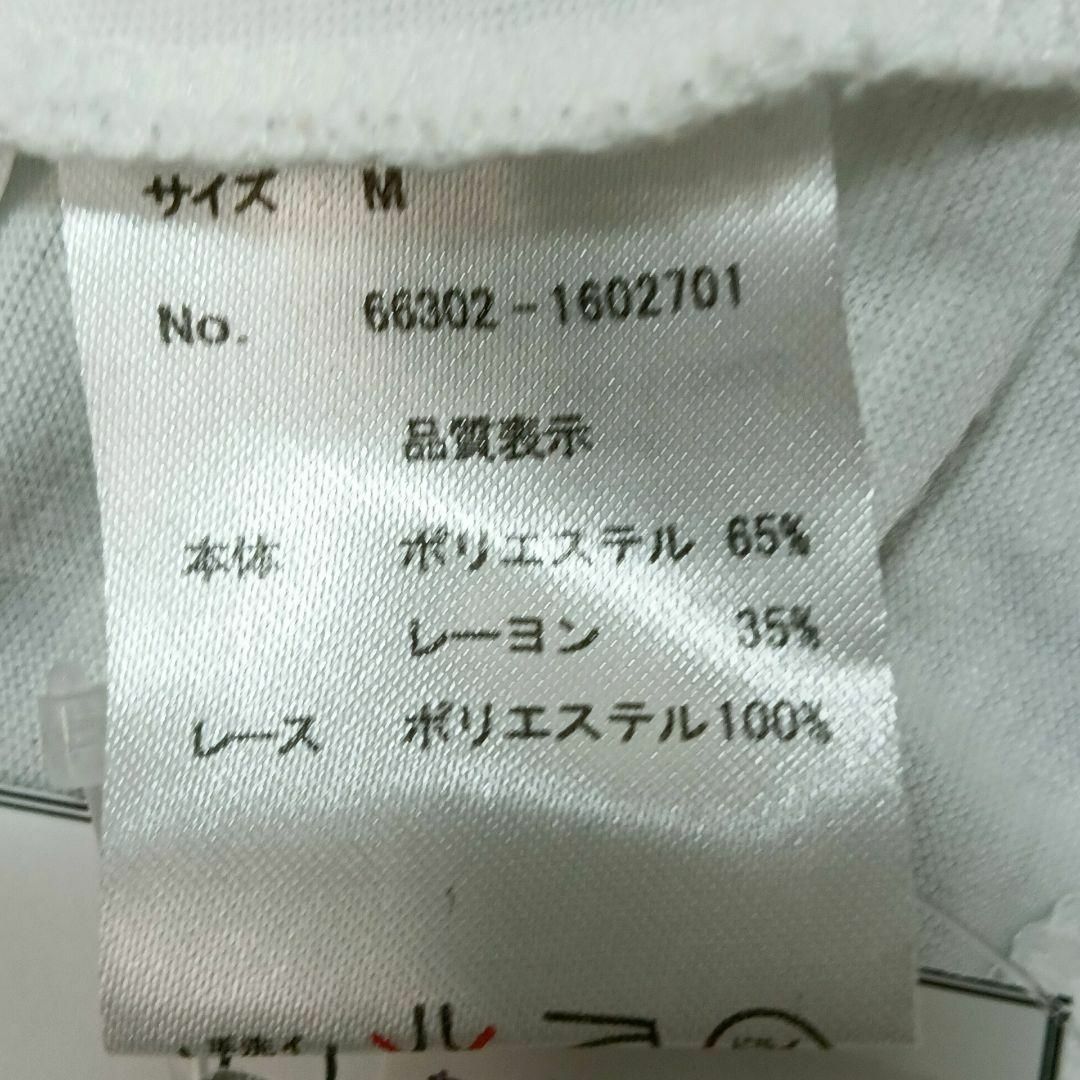 サイズ M
No. 66302-1602701
品質表示
本体 ポリエステル 65%
レーヨン 35%
レース ポリエステル100%